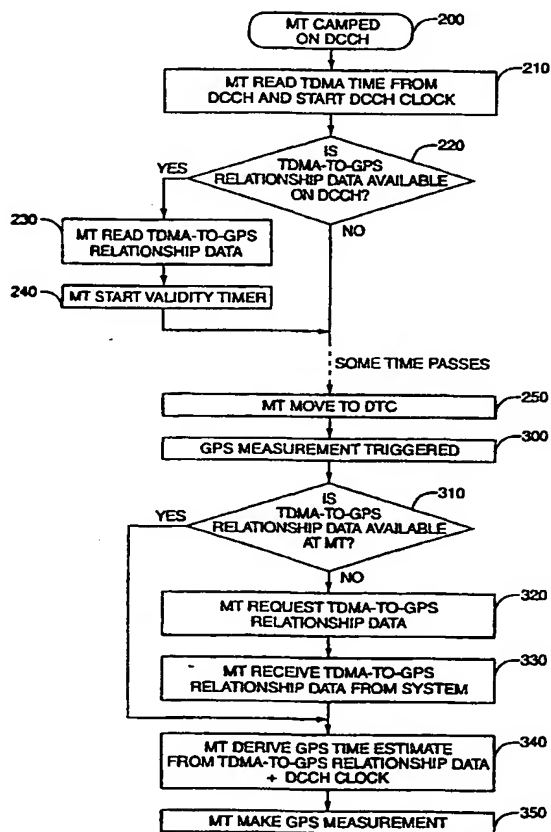 MT CAMPED
ON DCCH
200
210
MT READ TDMA TIME FROM
DCCH AND START DCCH CLOCK
220
IS
TDMA-TO-GPS
RELATIONSHIP DATA AVAILABLE
ON DCCH?
YES
NO
230
MT READ TDMA-TO-GPS
RELATIONSHIP DATA
240
MT START VALIDITY TIMER
SOME TIME PASSES
250
MT MOVE TO DTC
300
GPS MEASUREMENT TRIGGERED
310
IS
TDMA-TO-GPS
RELATIONSHIP DATA AVAILABLE
AT MT?
YES
NO
320
MT REQUEST TDMA-TO-GPS
RELATIONSHIP DATA
330
MT RECEIVE TDMA-TO-GPS
RELATIONSHIP DATA FROM SYSTEM
340
MT DERIVE GPS TIME ESTIMATE
FROM TDMA-TO-GPS RELATIONSHIP DATA
+ DCCH CLOCK
350
MT MAKE GPS MEASUREMENT